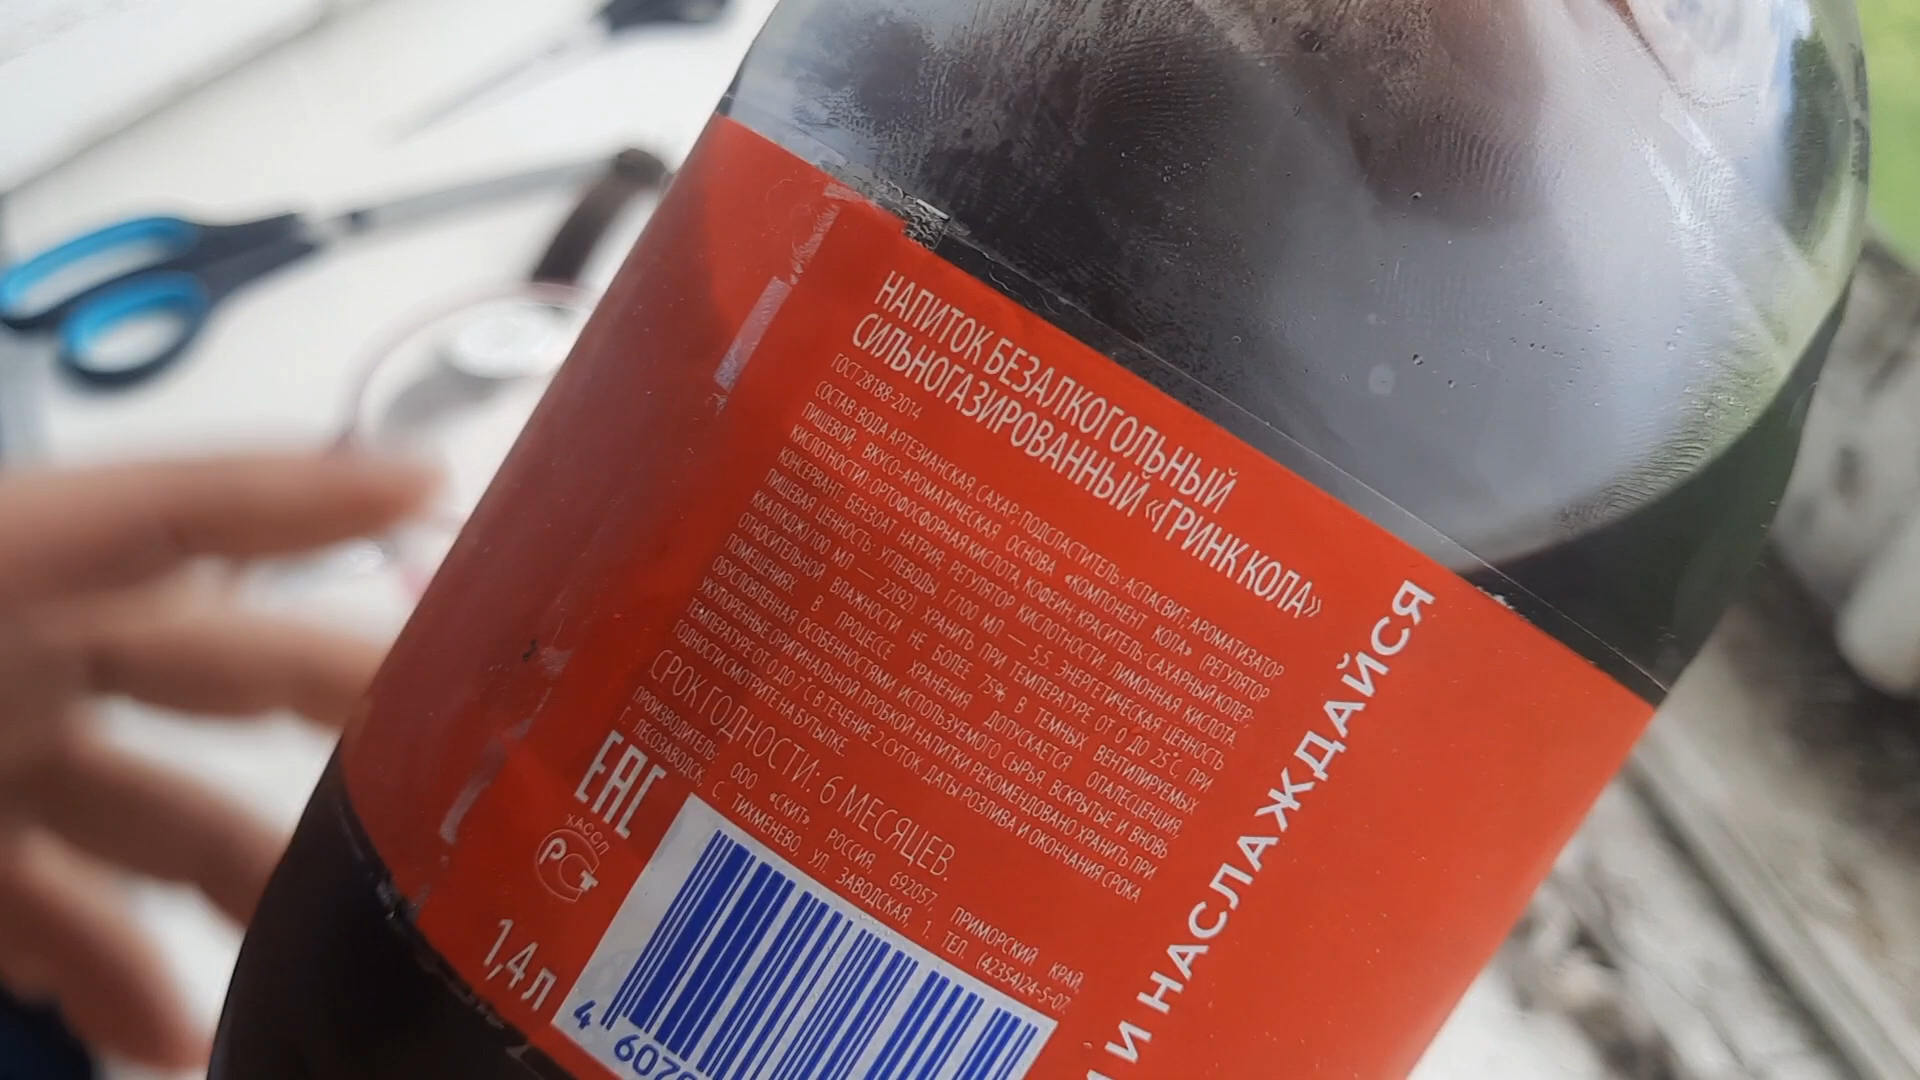 НАПИТОК БЕЗАЛКОГОЛЬНЫЙ
СИЛЬНОГАЗИРОВАННЫЙ «ГРИНК КОЛА»
ГОСТ 28188-2014
СОСТАВ: ВОДА АРТЕЗИАНСКАЯ, САХАР; ПОДСЛАСТИТЕЛЬ: АСПАСВИТ; АРОМАТИЗАТОР
ПИЩЕВОЙ: ВКУСО-АРОМАТИЧЕСКАЯ ОСНОВА «КОМПОНЕНТ КОЛА» (РЕГУЛЯТОР
КИСЛОТНОСТИ): ОРТОФОСФОРНАЯ КИСЛОТА, КОФЕИН; КРАСИТЕЛЬ: САХАРНЫЙ КОЛЕР;
КОНСЕРВАНТ: БЕНЗОАТ НАТРИЯ; РЕГУЛЯТОР КИСЛОТНОСТИ: ЛИМОННАЯ КИСЛОТА.
ПИЩЕВАЯ ЦЕННОСТЬ: УГЛЕВОДЫ, Г/100 МЛ — 5,5. ЭНЕРГЕТИЧЕСКАЯ ЦЕННОСТЬ
ККАЛ(КДЖ)/100 МЛ — 22(92). ХРАНИТЬ ПРИ ТЕМПЕРАТУРЕ ОТ 0 ДО 25°С, ПРИ
ОТНОСИТЕЛЬНОЙ ВЛАЖНОСТИ НЕ БОЛЕЕ 75% В ТЕМНЫХ ВЕНТИЛИРУЕМЫХ
ПОМЕЩЕНИЯХ. В ПРОЦЕССЕ ХРАНЕНИЯ ДОПУСКАЕТСЯ ОПАЛЕСЦЕНЦИЯ,
ОБУСЛОВЛЕННАЯ ОСОБЕННОСТЯМИ ИСПОЛЬЗУЕМОГО СЫРЬЯ. ВСКРЫТЫЕ И ВНОВЬ
УКУПОРЕННЫЕ ОРИГИНАЛЬНОЙ ПРОБКОЙ НАПИТКИ РЕКОМЕНДОВАНО ХРАНИТЬ ПРИ
ТЕМПЕРАТУРЕ ОТ 0 ДО 7°С В ТЕЧЕНИЕ 2 СУТОК. ДАТЫ РОЗЛИВА И ОКОНЧАНИЯ СРОКА
ГОДНОСТИ СМОТРИТЕ НА БУТЫЛКЕ.
СРОК ГОДНОСТИ: 6 МЕСЯЦЕВ.
ПРОИЗВОДИТЕЛЬ: ООО «СКИТ», РОССИЯ, 692057, ПРИМОРСКИЙ КРАЙ,
Г. ЛЕСОЗАВОДСК, С. ТИХМЕНЕВО, УЛ. ЗАВОДСКАЯ, 1. ТЕЛ. (42354)24-5-07.
ЕАС
ХАССП
РСТ
1,4 Л
4 607
И НАСЛАЖДАЙСЯ